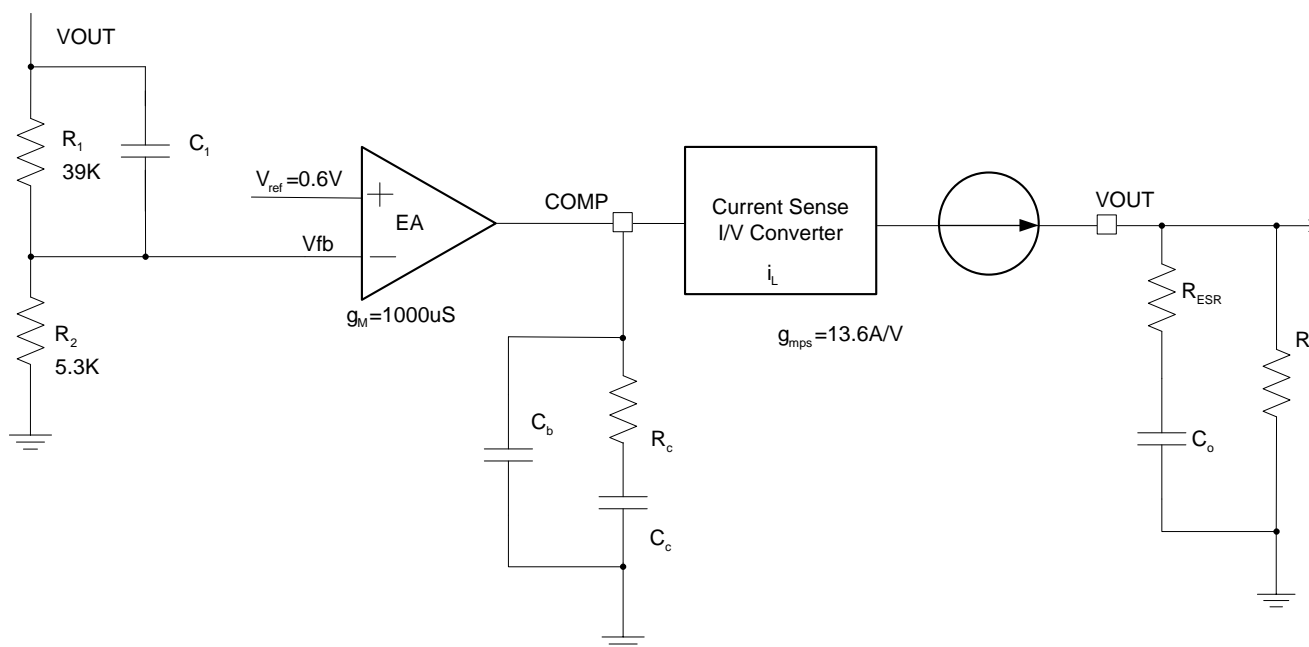 VOUT
R1
39K
C1
Vref=0.6V
EA
Vfb
gM=1000uS
R2
5.3K
COMP
Current Sense
I/V Converter
iL
gmps=13.6A/V
VOUT
RESR
R
Co
Cb
Rc
Cc